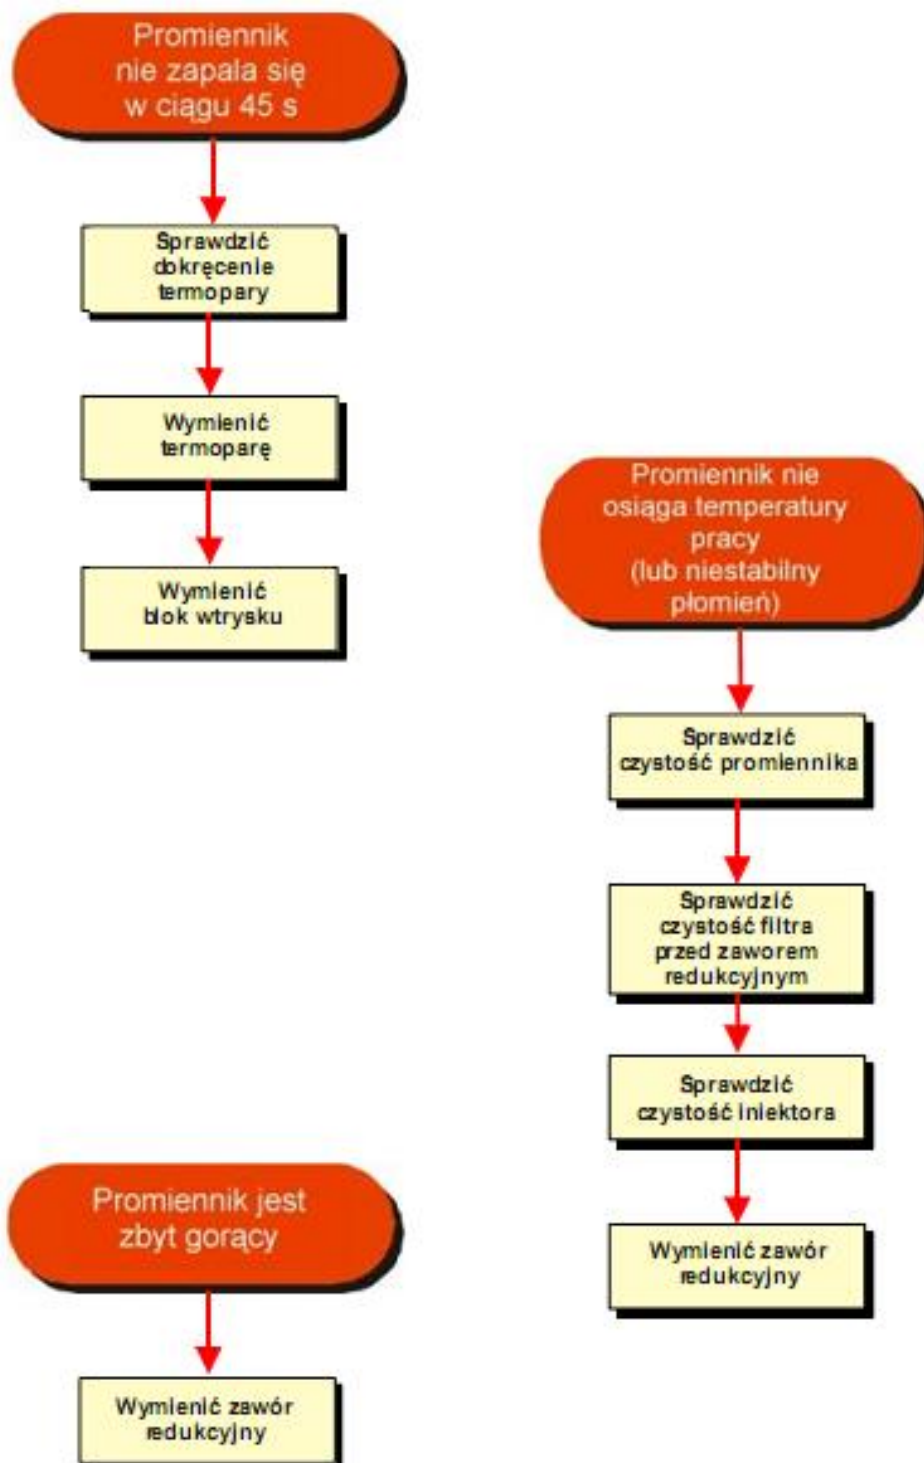 Promiennik
nie zapala się
w ciągu 45 s
Sprawdzić
dokręcenie
termopary
Wymienić
termoparę
Wymienić
blok wtrysku
Promiennik nie
osiąga temperatury
pracy
(lub niestabilny
płomień)
Sprawdzić
czystość promiennika
Sprawdzić
czystość filtra
przed zaworem
redukcyjnym
Sprawdzić
czystość iniektora
Wymienić zawór
redukcyjny
Promiennik jest
zbyt gorący
Wymienić zawór
redukcyjny